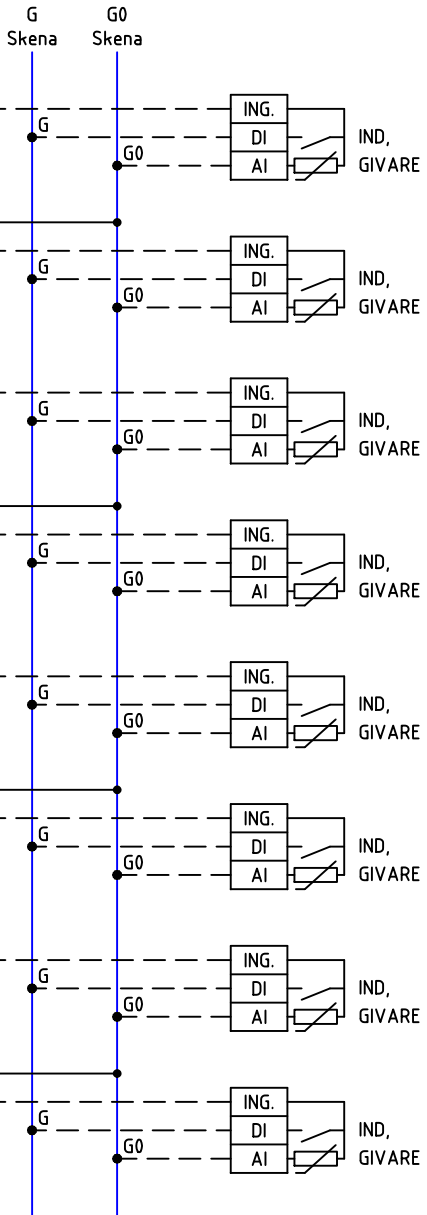 G G0
Skena Skena
ING.
G DI IND,
G0 AI GIVARE
ING.
G DI IND,
G0 AI GIVARE
ING.
G DI IND,
G0 AI GIVARE
ING.
G DI IND,
G0 AI GIVARE
ING.
G DI IND,
G0 AI GIVARE
ING.
G DI IND,
G0 AI GIVARE
ING.
G DI IND,
G0 AI GIVARE
ING.
G DI IND,
G0 AI GIVARE